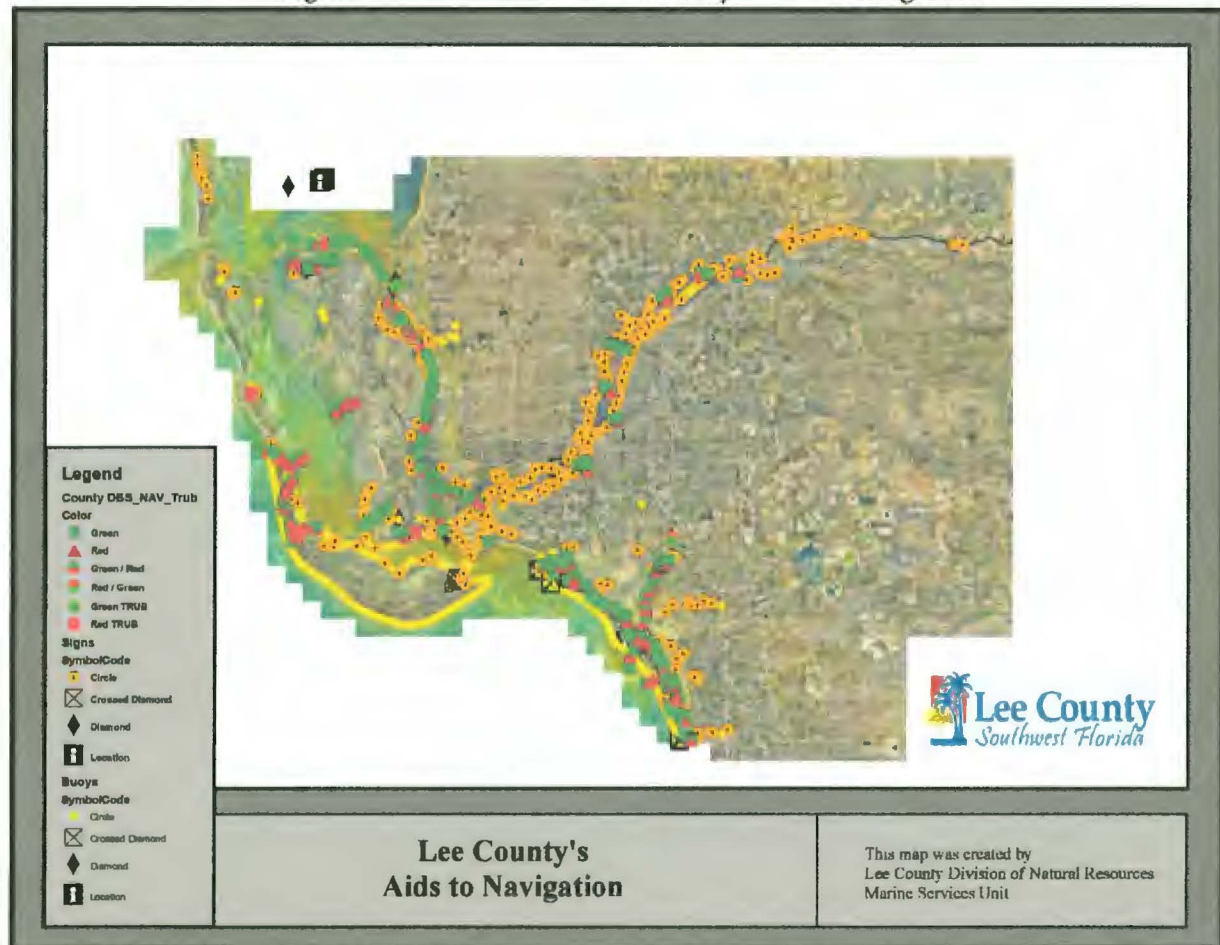 Legend
County DBS_NAV_Trub
Color
Green
Red
Green / Red
Red / Green
Green TRUB
Red TRUB
Signs
SymbolCode
Circle
Crossed Diamond
Diamond
Location
Buoys
SymbolCode
Circle
Crossed Diamond
Diamond
Location
Lee County
Southwest Florida
Lee County's
Aids to Navigation
This map was created by
Lee County Division of Natural Resources
Marine Services Unit